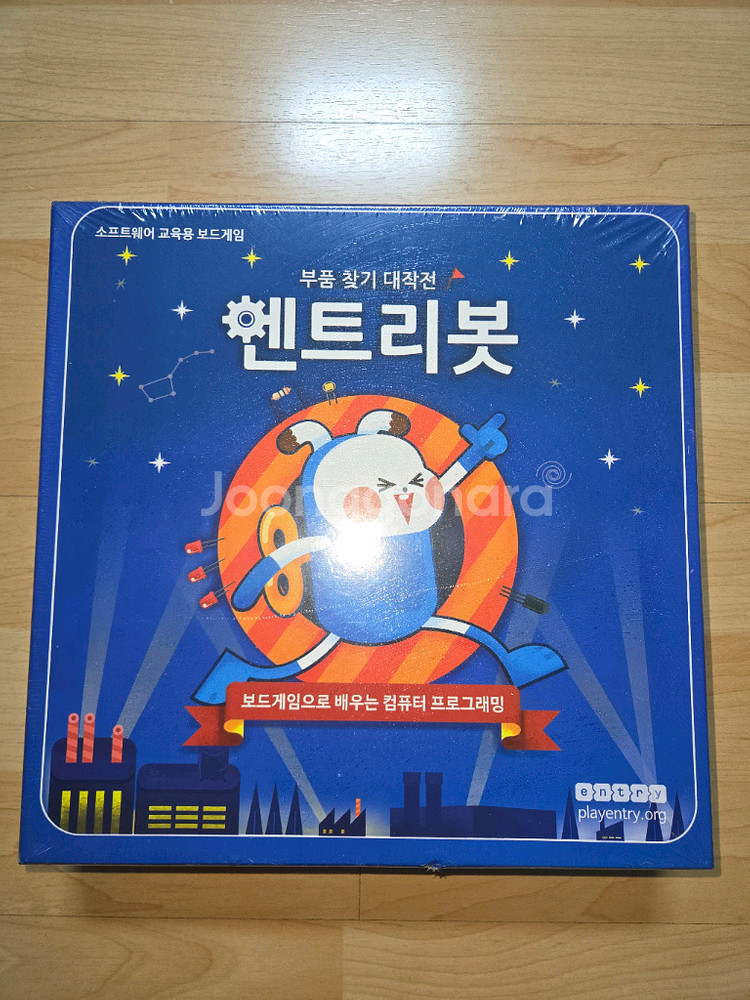 소프트웨어 교육용 보드게임
부품 찾기 대작전
엔트리봇
Joonggonara
보드게임으로 배우는 컴퓨터 프로그래밍
entry
playentry.org